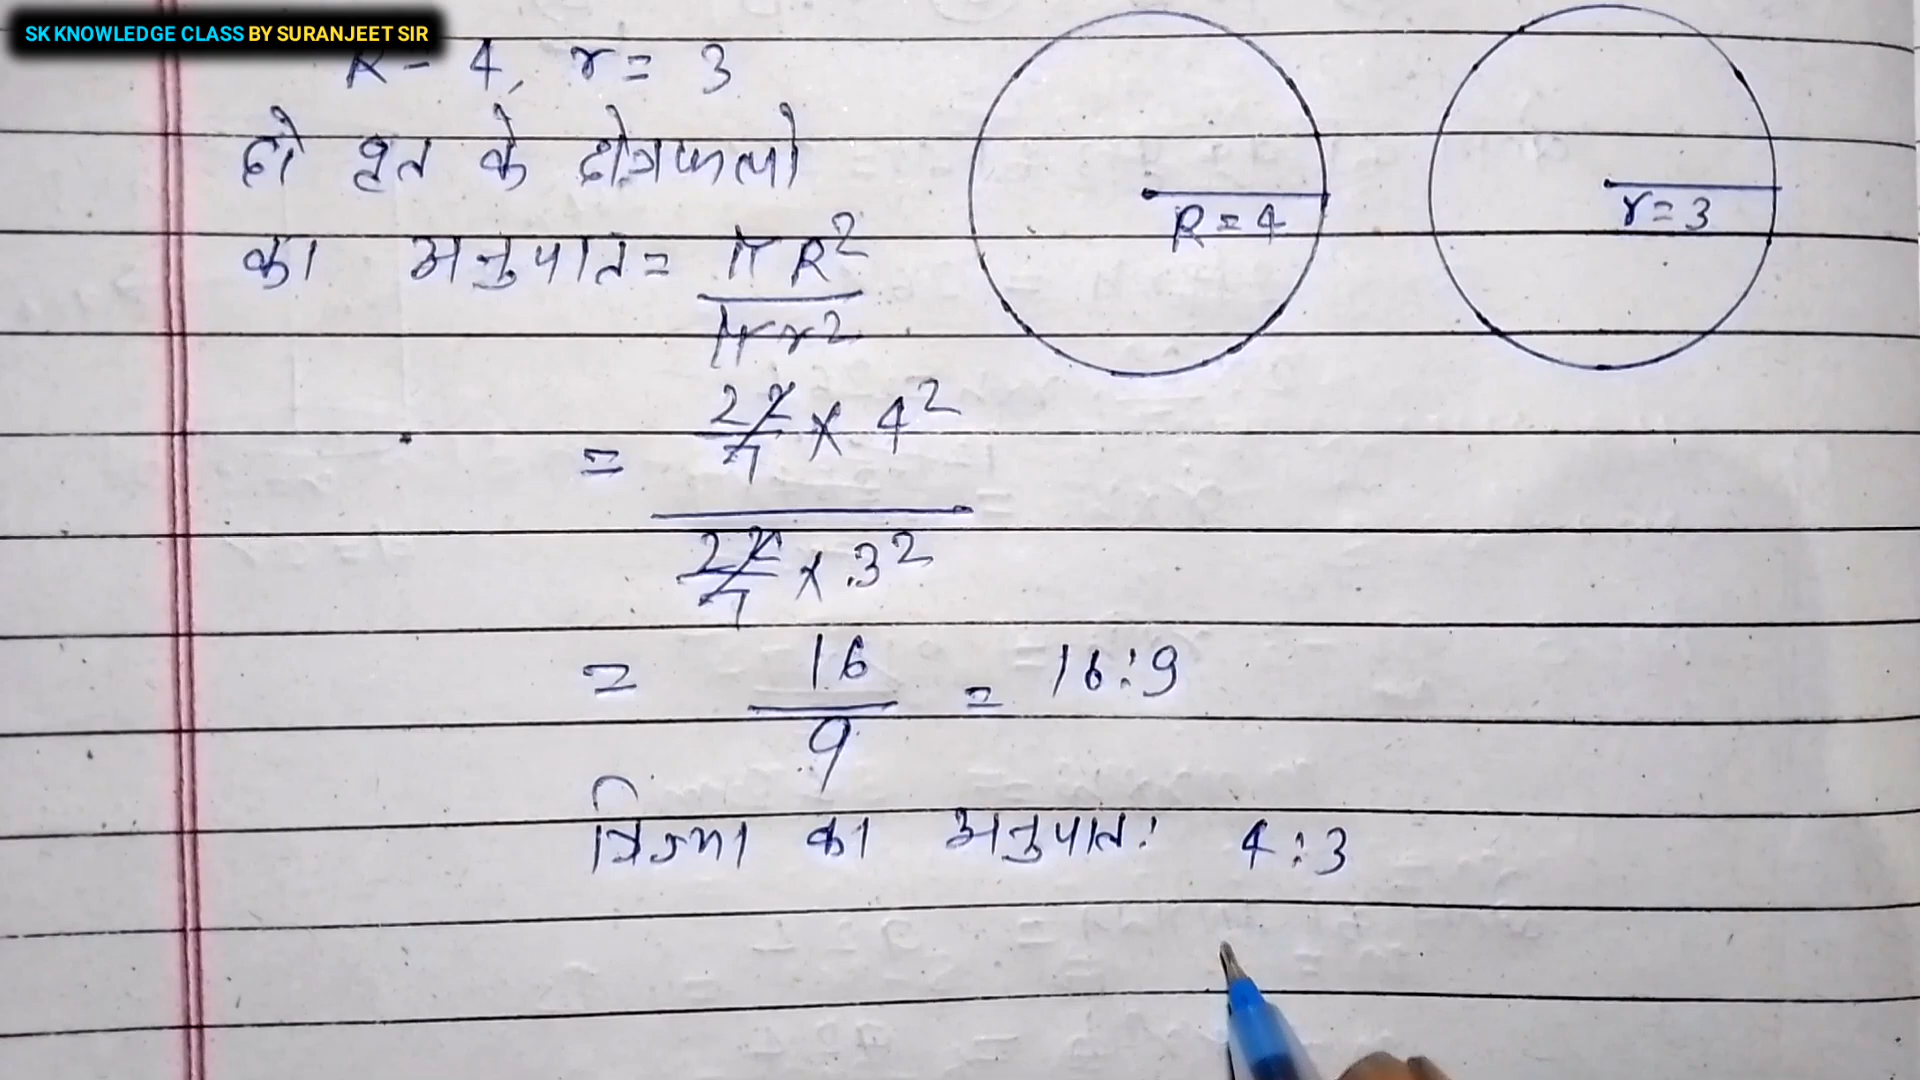 SK KNOWLEDGE CLASS BY SURANJEET SIR
R = 4, r = 3
दो वृत के क्षेत्रफलो
का अनुपात = πR²
πr²
R = 4
r = 3
= 22/7 × 4²
22/7 × 3²
= 16/9 = 16:9
त्रिज्या का अनुपात: 4:3